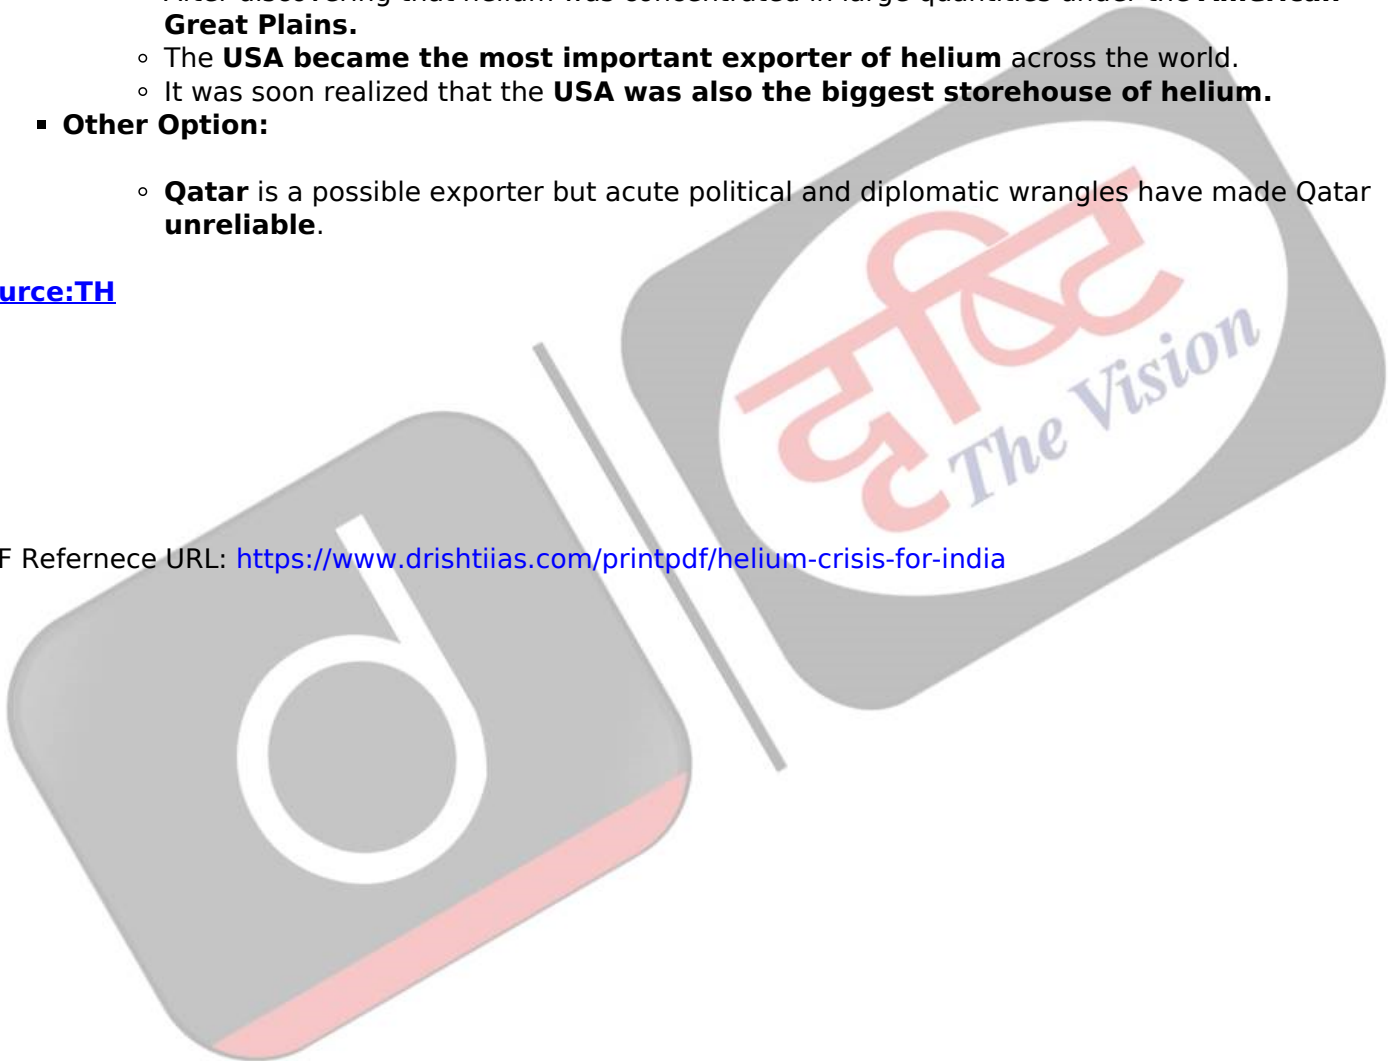 Great Plains.
◦ The USA became the most important exporter of helium across the world.
◦ It was soon realized that the USA was also the biggest storehouse of helium.
▪ Other Option:
◦ Qatar is a possible exporter but acute political and diplomatic wrangles have made Qatar
unreliable.
urce:TH
F Refernece URL: https://www.drishtiias.com/printpdf/helium-crisis-for-india
दृष्टि
The Vision
d